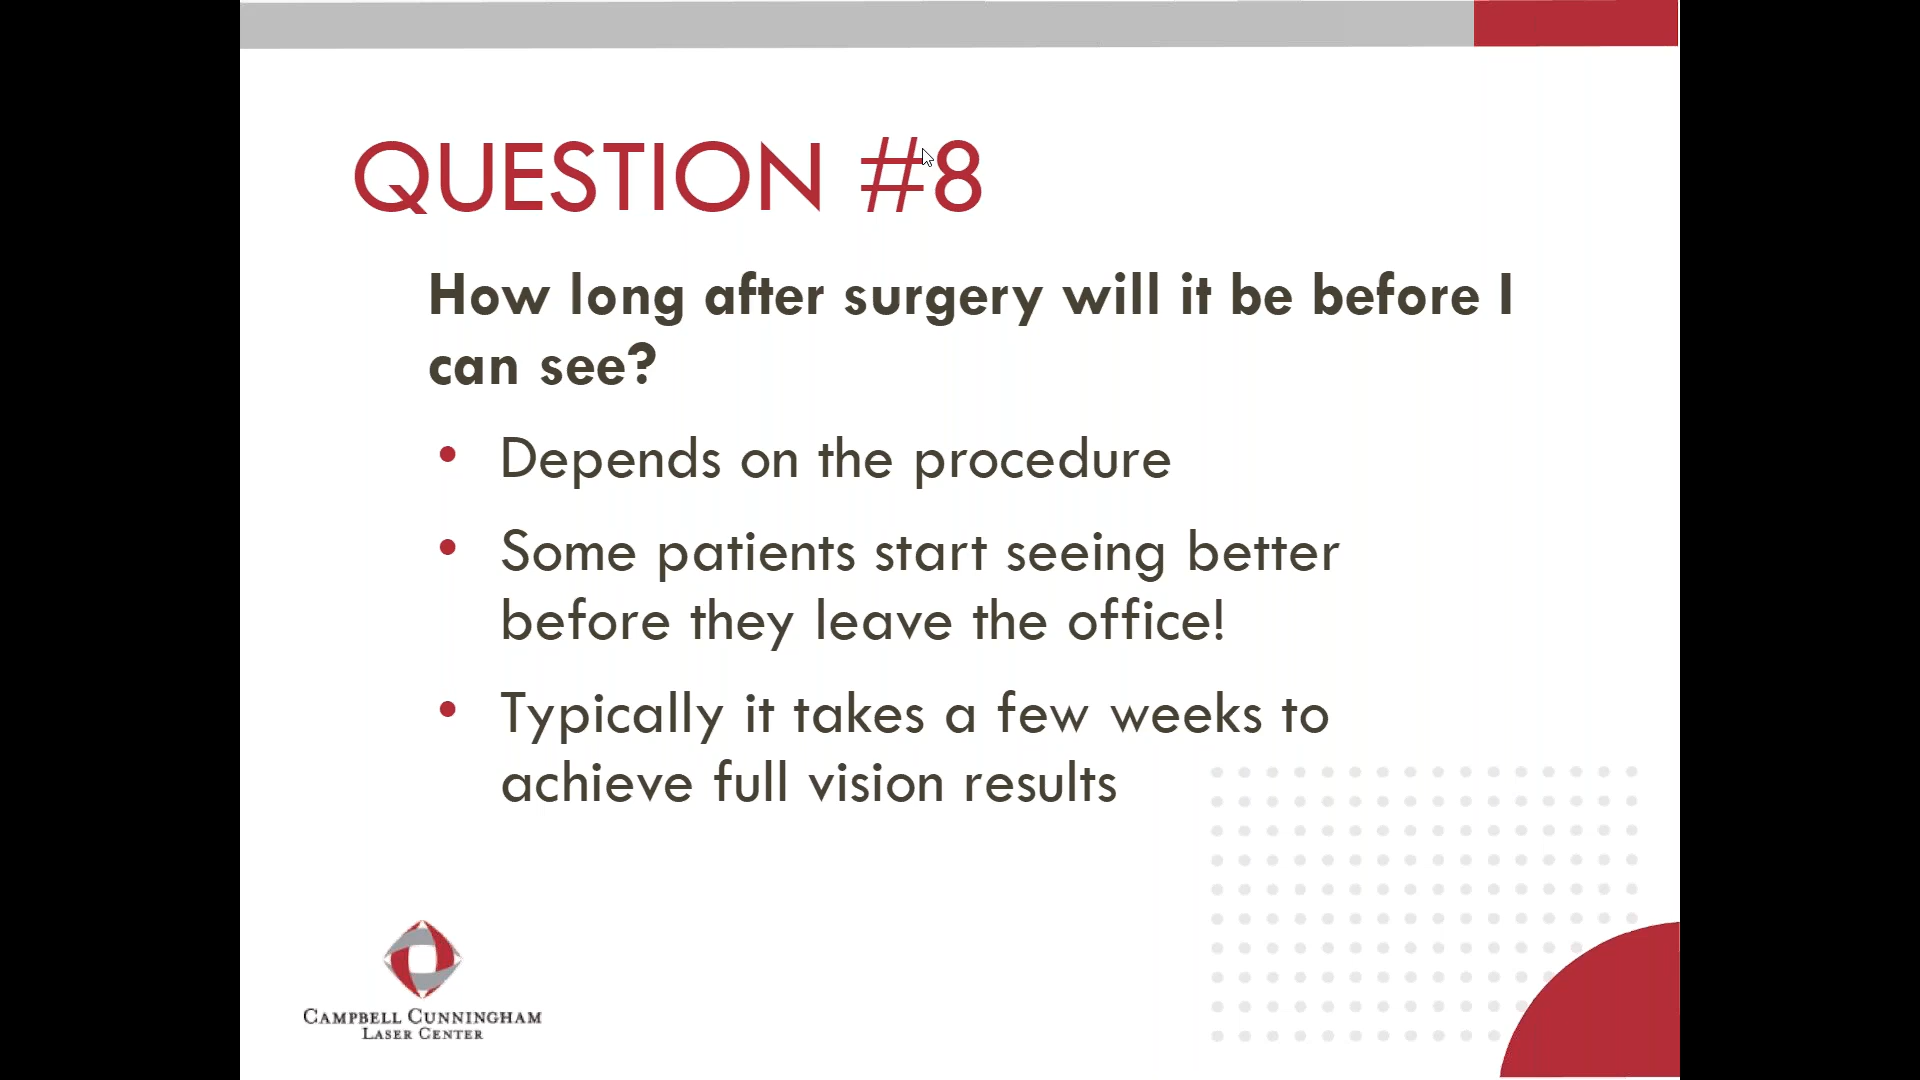 QUESTION #8
How long after surgery will it be before I
can see?
• Depends on the procedure
• Some patients start seeing better
before they leave the office!
• Typically it takes a few weeks to
achieve full vision results
CAMPBELL CUNNINGHAM
LASER CENTER